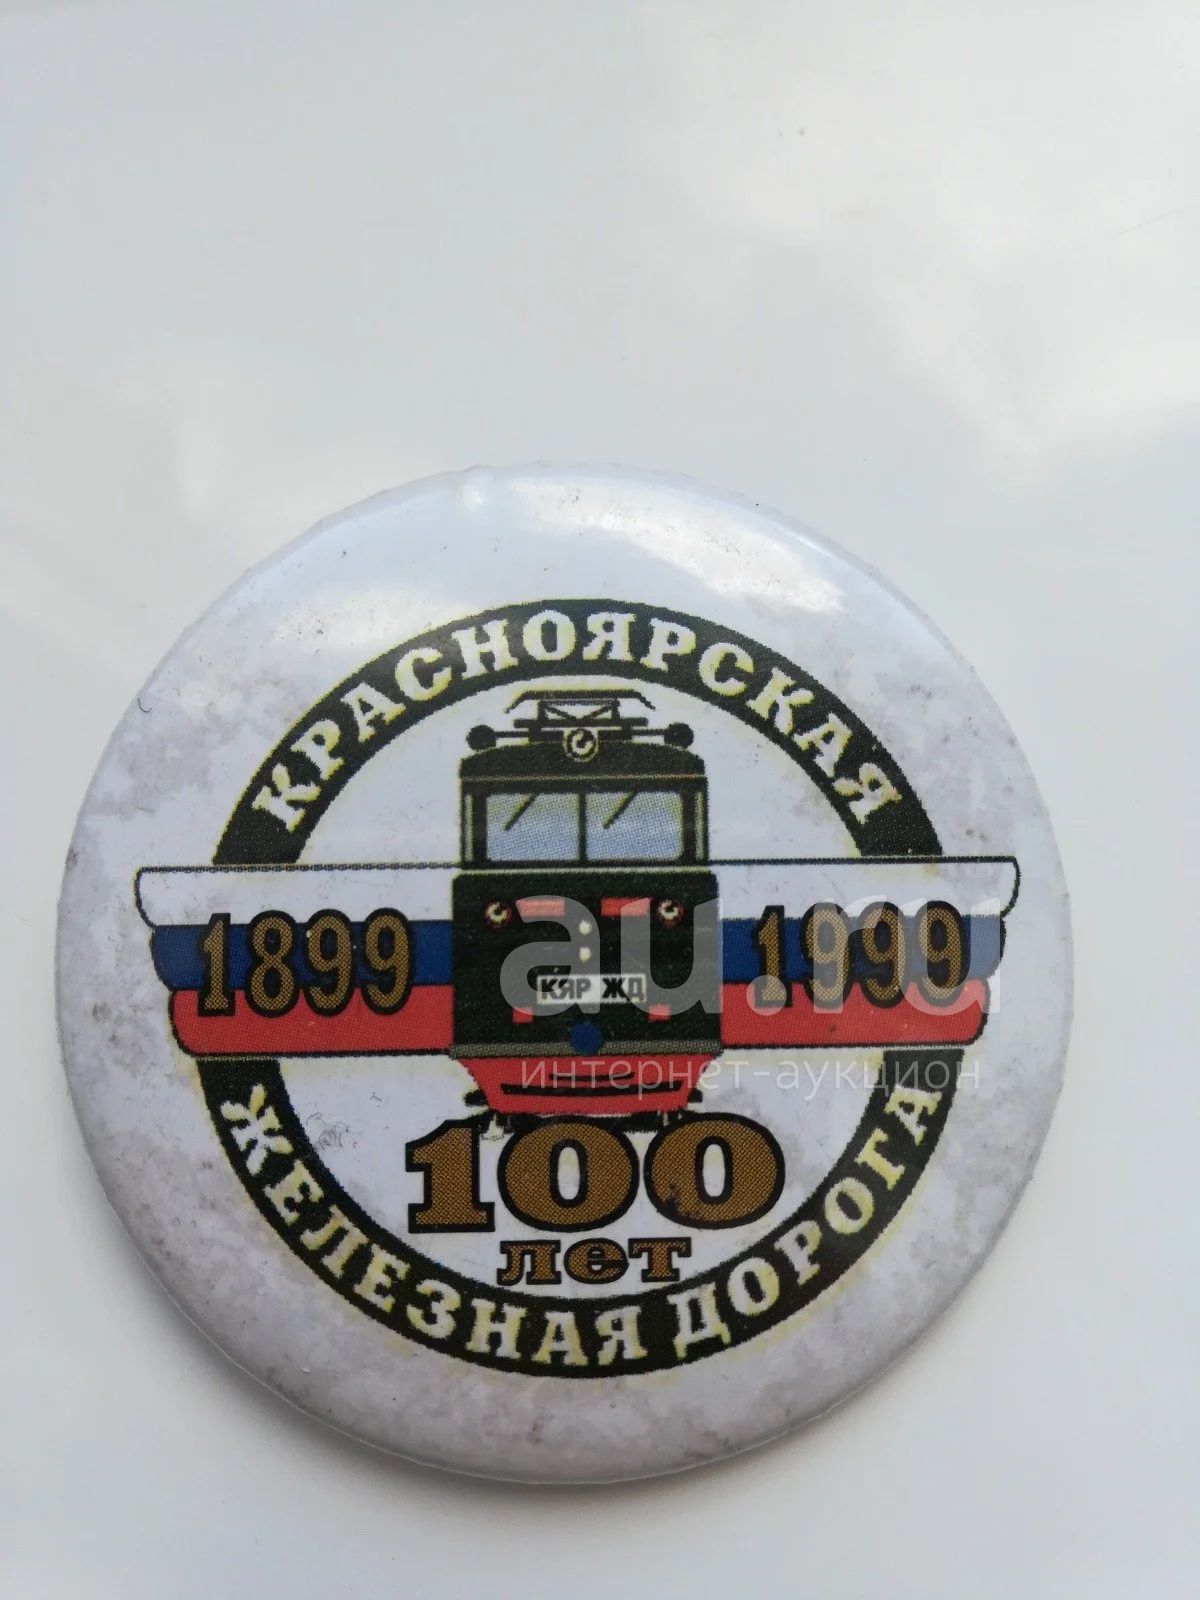 КРАСНОЯРСКАЯ
1899 1999
КЯР ЖД
100
лет
ЖЕЛЕЗНАЯ ДОРОГА
au.ru
интернет-аукцион